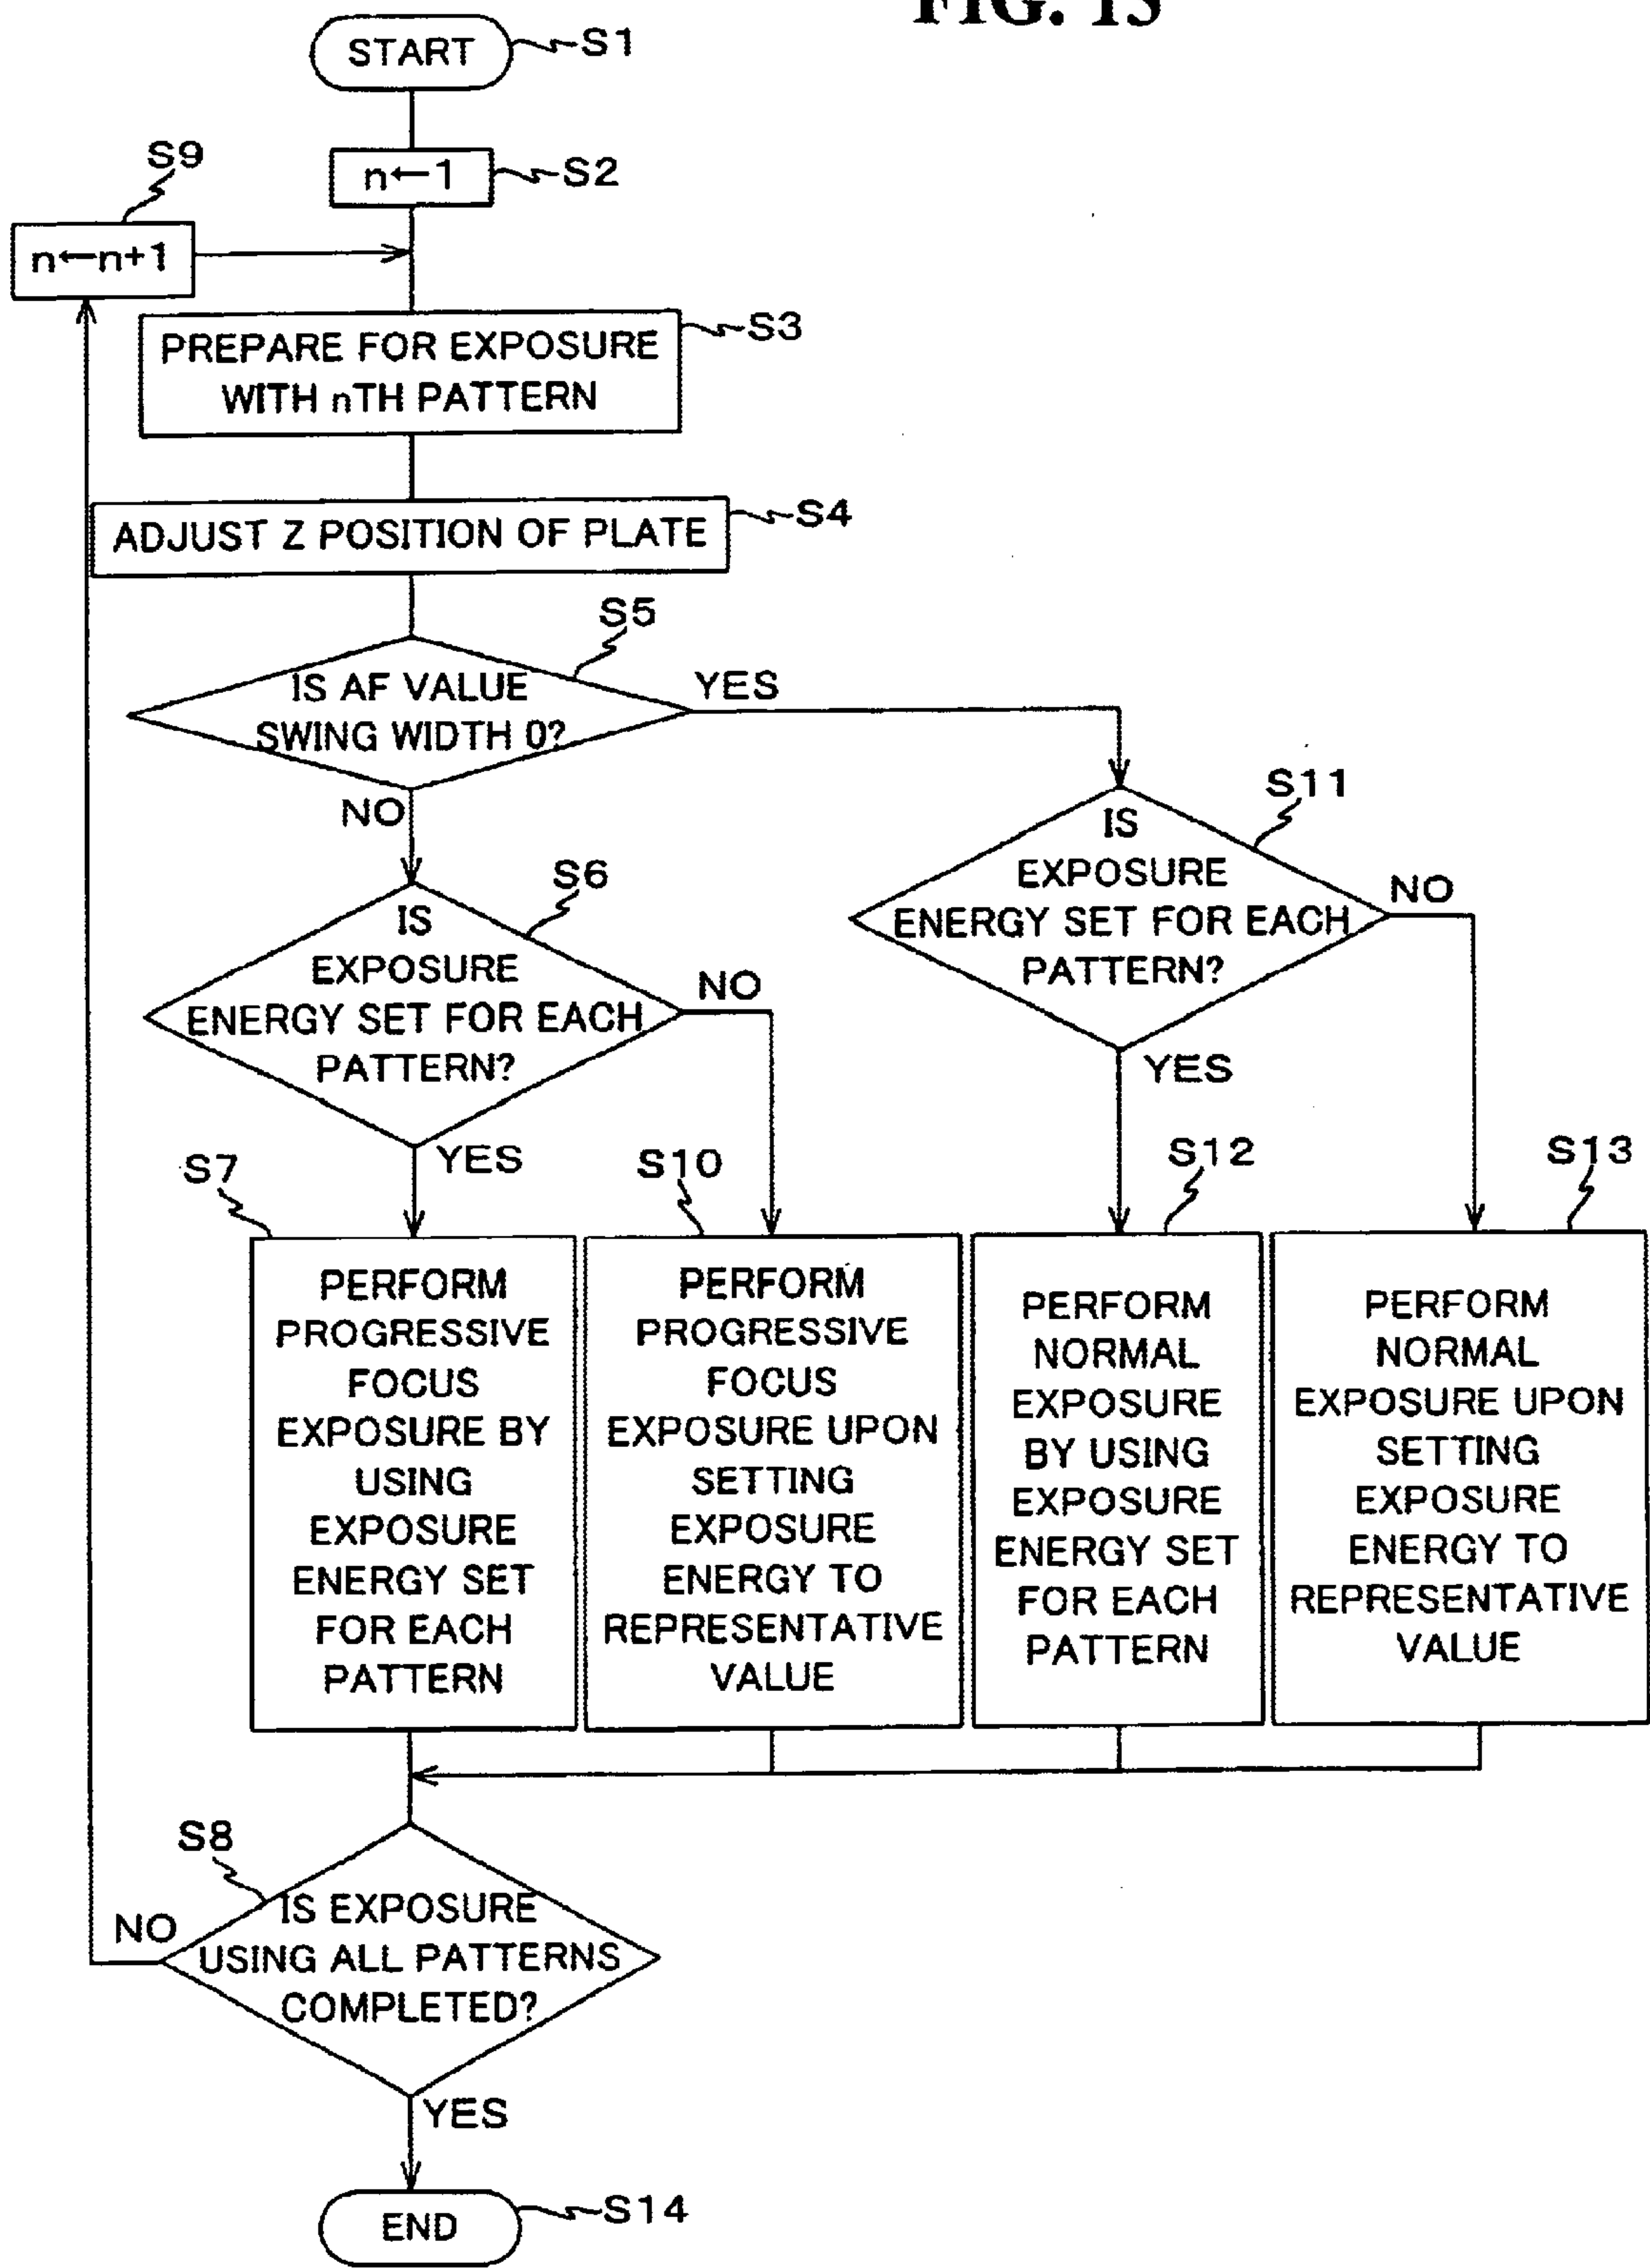 FIG. 13
START
S1
n←1
S2
S9
n←n+1
PREPARE FOR EXPOSURE
WITH nTH PATTERN
S3
ADJUST Z POSITION OF PLATE
S4
S5
IS AF VALUE
SWING WIDTH 0?
YES
NO
S6
IS
EXPOSURE
ENERGY SET FOR EACH
PATTERN?
NO
YES
S11
IS
EXPOSURE
ENERGY SET FOR EACH
PATTERN?
NO
YES
S7
PERFORM
PROGRESSIVE
FOCUS
EXPOSURE BY
USING
EXPOSURE
ENERGY SET
FOR EACH
PATTERN
S10
PERFORM
PROGRESSIVE
FOCUS
EXPOSURE UPON
SETTING
EXPOSURE
ENERGY TO
REPRESENTATIVE
VALUE
S12
PERFORM
NORMAL
EXPOSURE
BY USING
EXPOSURE
ENERGY SET
FOR EACH
PATTERN
S13
PERFORM
NORMAL
EXPOSURE UPON
SETTING
EXPOSURE
ENERGY TO
REPRESENTATIVE
VALUE
S8
IS EXPOSURE
USING ALL PATTERNS
COMPLETED?
NO
YES
END
S14